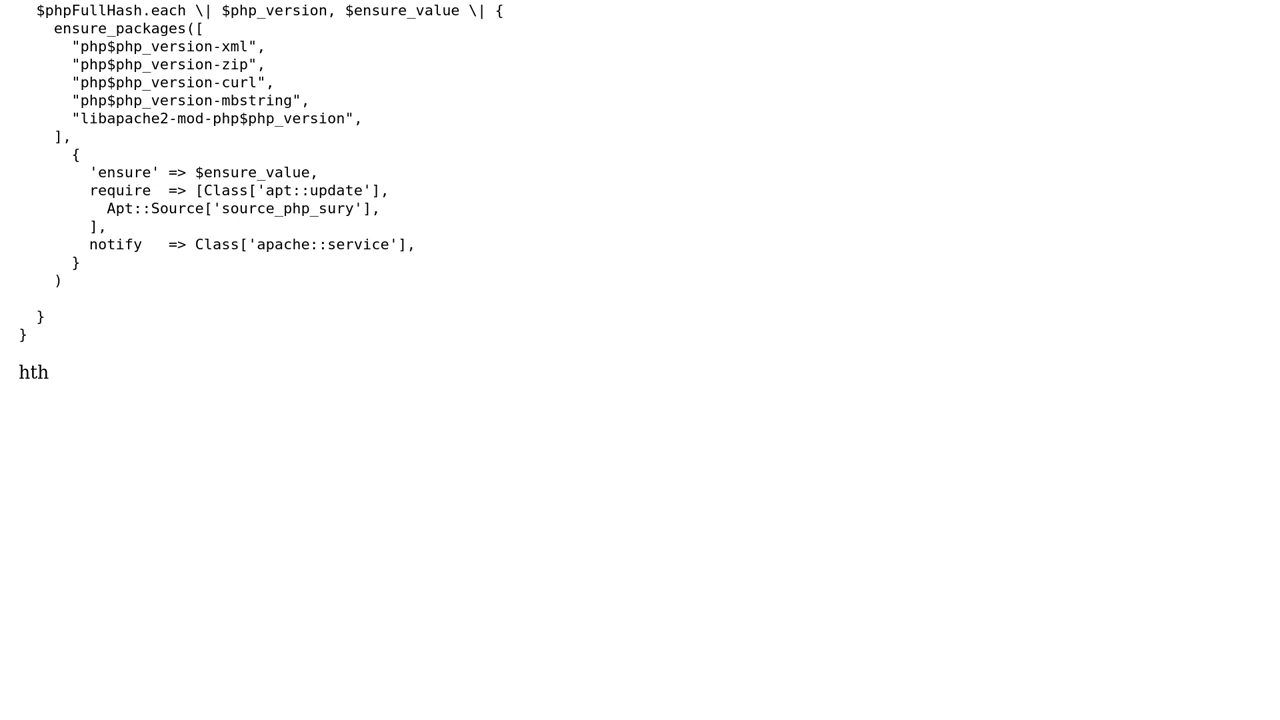 $phpFullHash.each \| $php_version, $ensure_value \| {
    ensure_packages([
      "php$php_version-xml",
      "php$php_version-zip",
      "php$php_version-curl",
      "php$php_version-mbstring",
      "libapache2-mod-php$php_version",
    ],
      {
        'ensure' => $ensure_value,
        require  => [Class['apt::update'],
          Apt::Source['source_php_sury'],
        ],
        notify   => Class['apache::service'],
      }
    )

  }
}
hth